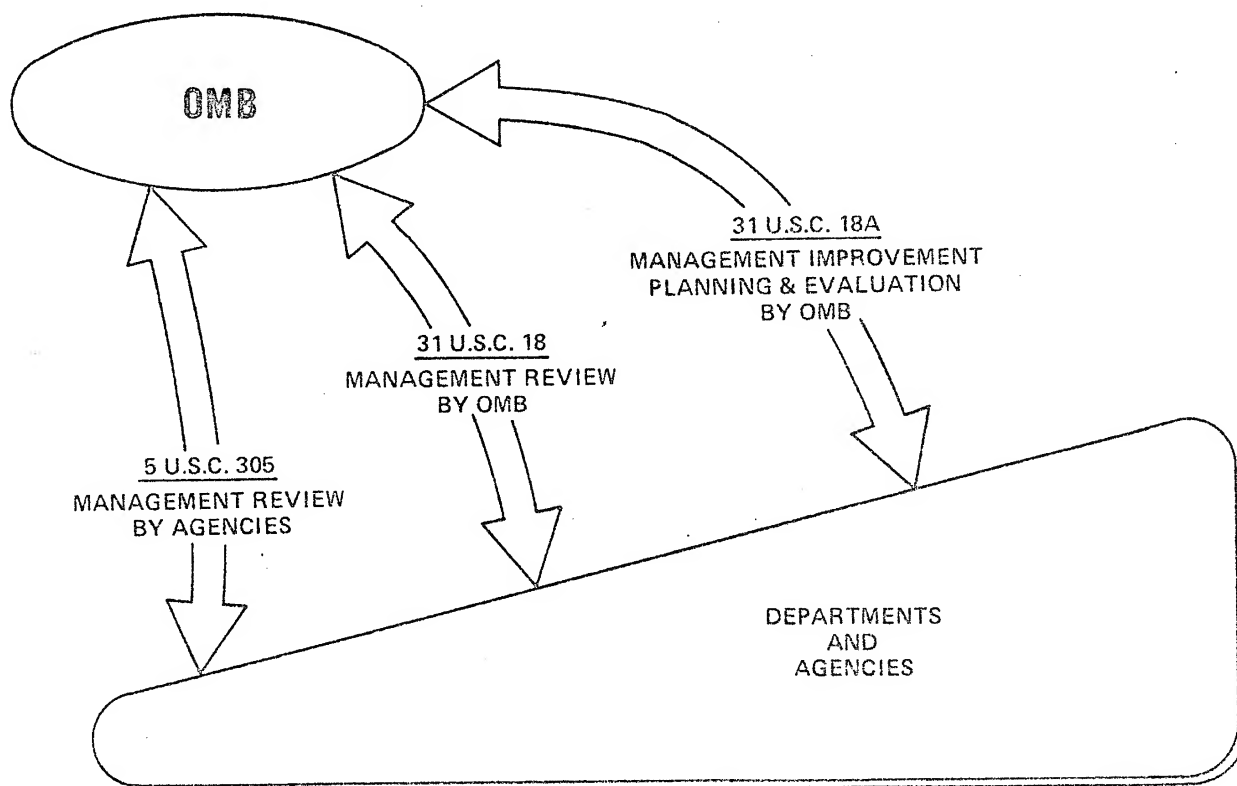 OMB
31 U.S.C. 18A
MANAGEMENT IMPROVEMENT
PLANNING & EVALUATION
BY OMB
31 U.S.C. 18
MANAGEMENT REVIEW
BY OMB
5 U.S.C. 305
MANAGEMENT REVIEW
BY AGENCIES
DEPARTMENTS
AND
AGENCIES